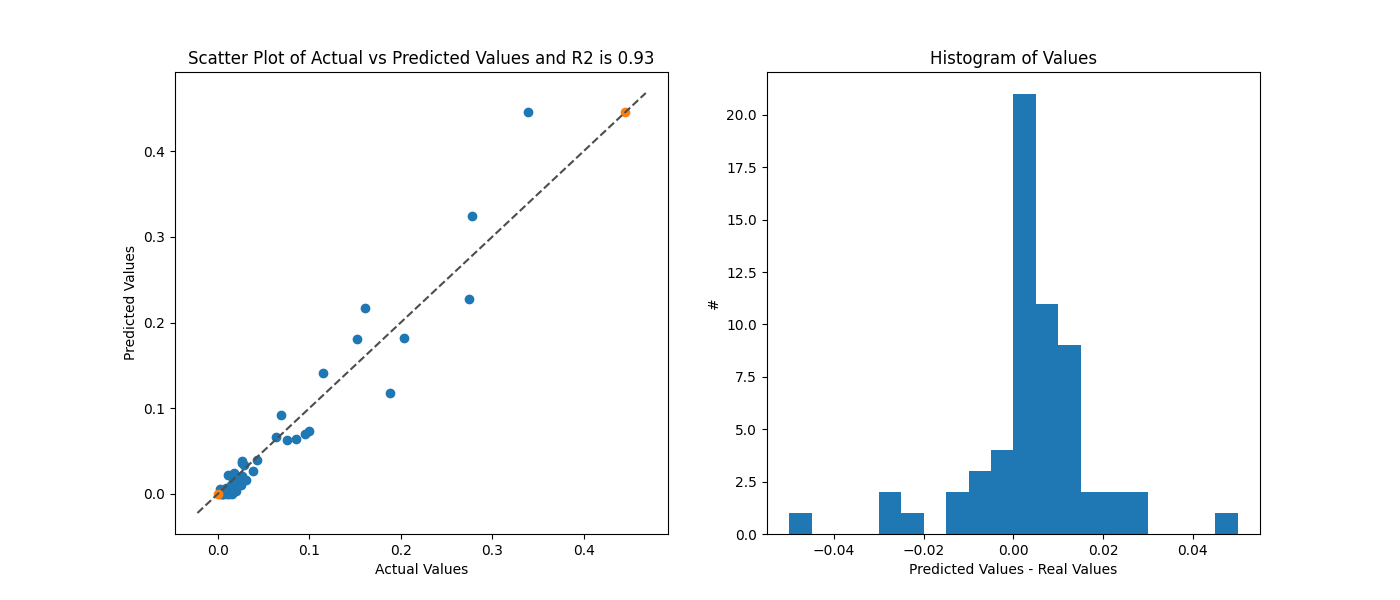 Scatter Plot of Actual vs Predicted Values and R2 is 0.93
0.4
0.3
0.2
0.1
0.0
Predicted Values
0.0 0.1 0.2 0.3 0.4
Actual Values
Histogram of Values
20.0
17.5
15.0
12.5
10.0
7.5
5.0
2.5
0.0
#
−0.04 −0.02 0.00 0.02 0.04
Predicted Values - Real Values